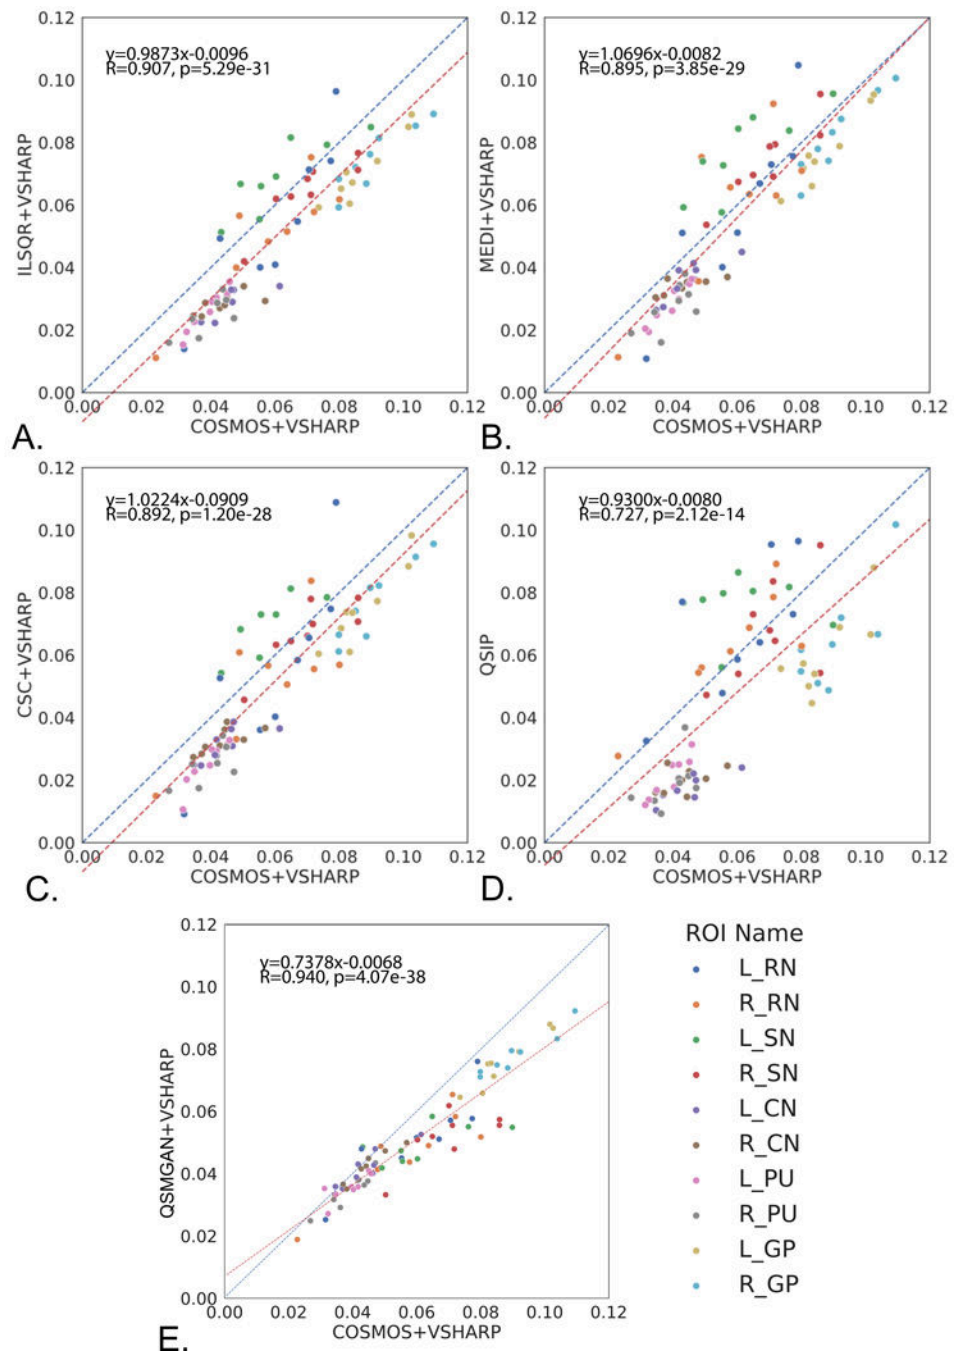 0.12
0.10
0.08
0.06
0.04
0.02
0.00
ILSQR+VSHARP
y=0.9873x-0.0096
R=0.907, p=5.29e-31
0.00 0.02 0.04 0.06 0.08 0.10 0.12
COSMOS+VSHARP
A.
0.12
0.10
0.08
0.06
0.04
0.02
0.00
MEDI+VSHARP
y=1.0696x-0.0082
R=0.895, p=3.85e-29
0.00 0.02 0.04 0.06 0.08 0.10 0.12
COSMOS+VSHARP
B.
0.12
0.10
0.08
0.06
0.04
0.02
0.00
CSC+VSHARP
y=1.0224x-0.0909
R=0.892, p=1.20e-28
0.00 0.02 0.04 0.06 0.08 0.10 0.12
COSMOS+VSHARP
C.
0.12
0.10
0.08
0.06
0.04
0.02
0.00
QSIP
y=0.9300x-0.0080
R=0.727, p=2.12e-14
0.00 0.02 0.04 0.06 0.08 0.10 0.12
COSMOS+VSHARP
D.
0.12
0.10
0.08
0.06
0.04
0.02
0.00
QSMGAN+VSHARP
y=0.7378x-0.0068
R=0.940, p=4.07e-38
0.00 0.02 0.04 0.06 0.08 0.10 0.12
COSMOS+VSHARP
E.
ROI Name
L_RN
R_RN
L_SN
R_SN
L_CN
R_CN
L_PU
R_PU
L_GP
R_GP